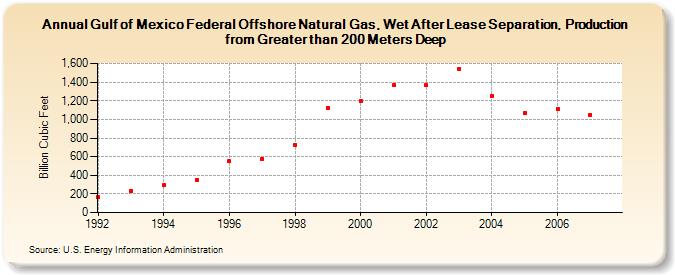 Annual Gulf of Mexico Federal Offshore Natural Gas, Wet After Lease Separation, Production
from Greater than 200 Meters Deep
Billion Cubic Feet
1,600
1,400
1,200
1,000
800
600
400
200
0
1992 1994 1996 1998 2000 2002 2004 2006
Source: U.S. Energy Information Administration